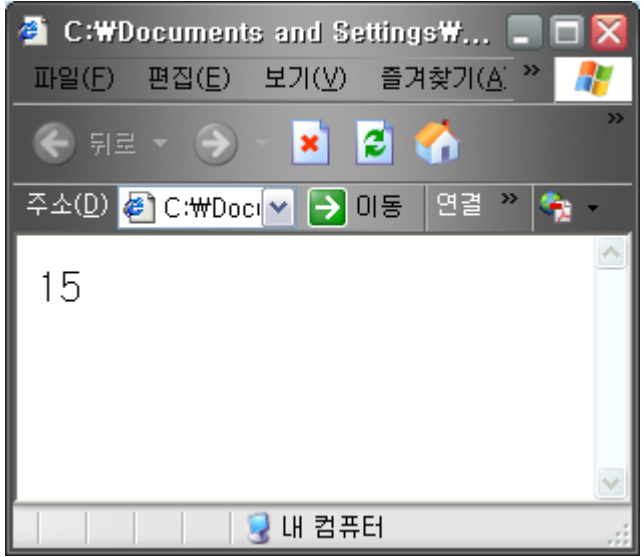 C:₩Documents and Settings₩...
파일(F) 편집(E) 보기(V) 즐겨찾기(A) »
뒤로 »
주소(D) C:₩Doc 이동 연결 »
15
내 컴퓨터